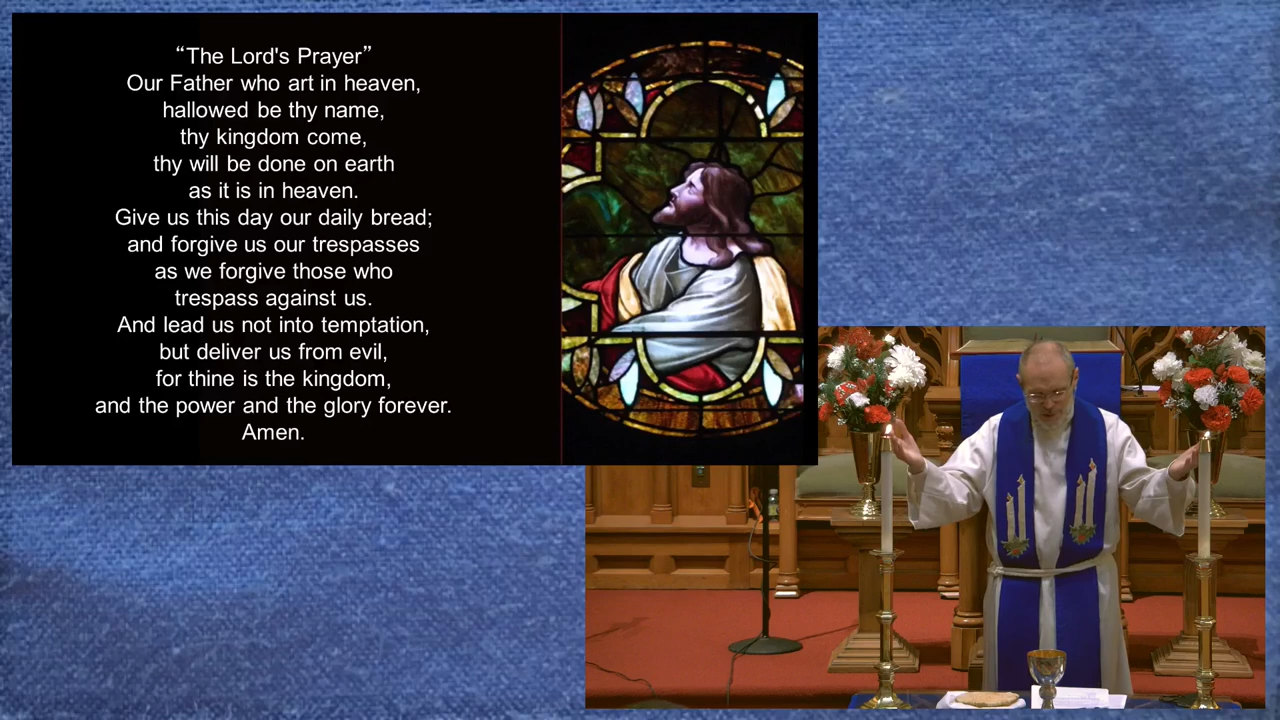 “The Lord's Prayer”
Our Father who art in heaven,
hallowed be thy name,
thy kingdom come,
thy will be done on earth
as it is in heaven.
Give us this day our daily bread;
and forgive us our trespasses
as we forgive those who
trespass against us.
And lead us not into temptation,
but deliver us from evil,
for thine is the kingdom,
and the power and the glory forever.
Amen.